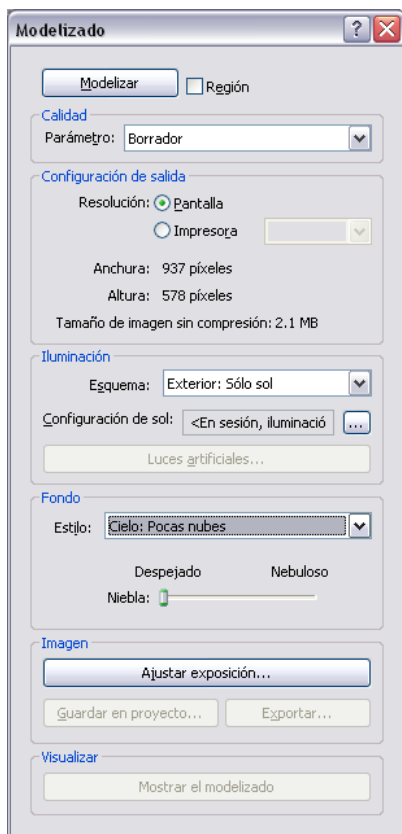 Modelizado
Modelizar Región
Calidad
Parámetro: Borrador
Configuración de salida
Resolución: Pantalla
Impresora
Anchura: 937 píxeles
Altura: 578 píxeles
Tamaño de imagen sin compresión: 2.1 MB
Iluminación
Esquema: Exterior: Sólo sol
Configuración de sol: <En sesión, iluminació ...
Luces artificiales...
Fondo
Estilo: Cielo: Pocas nubes
Despejado Nebuloso
Niebla:
Imagen
Ajustar exposición...
Guardar en proyecto... Exportar...
Visualizar
Mostrar el modelizado